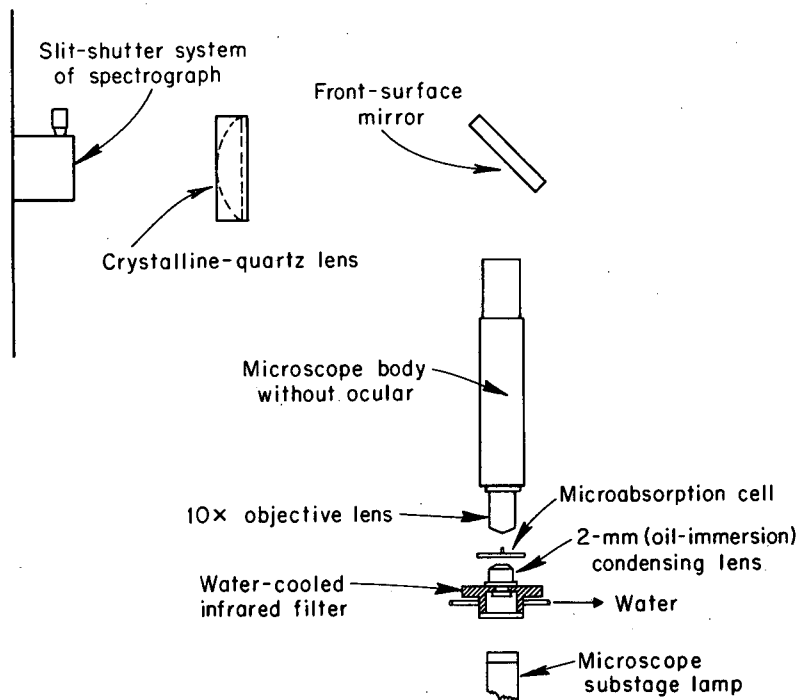 Slit-shutter system
of spectrograph
Front-surface
mirror
Crystalline-quartz lens
Microscope body
without ocular
10× objective lens
Microabsorption cell
2-mm (oil-immersion)
condensing lens
Water-cooled
infrared filter
Water
Microscope
substage lamp